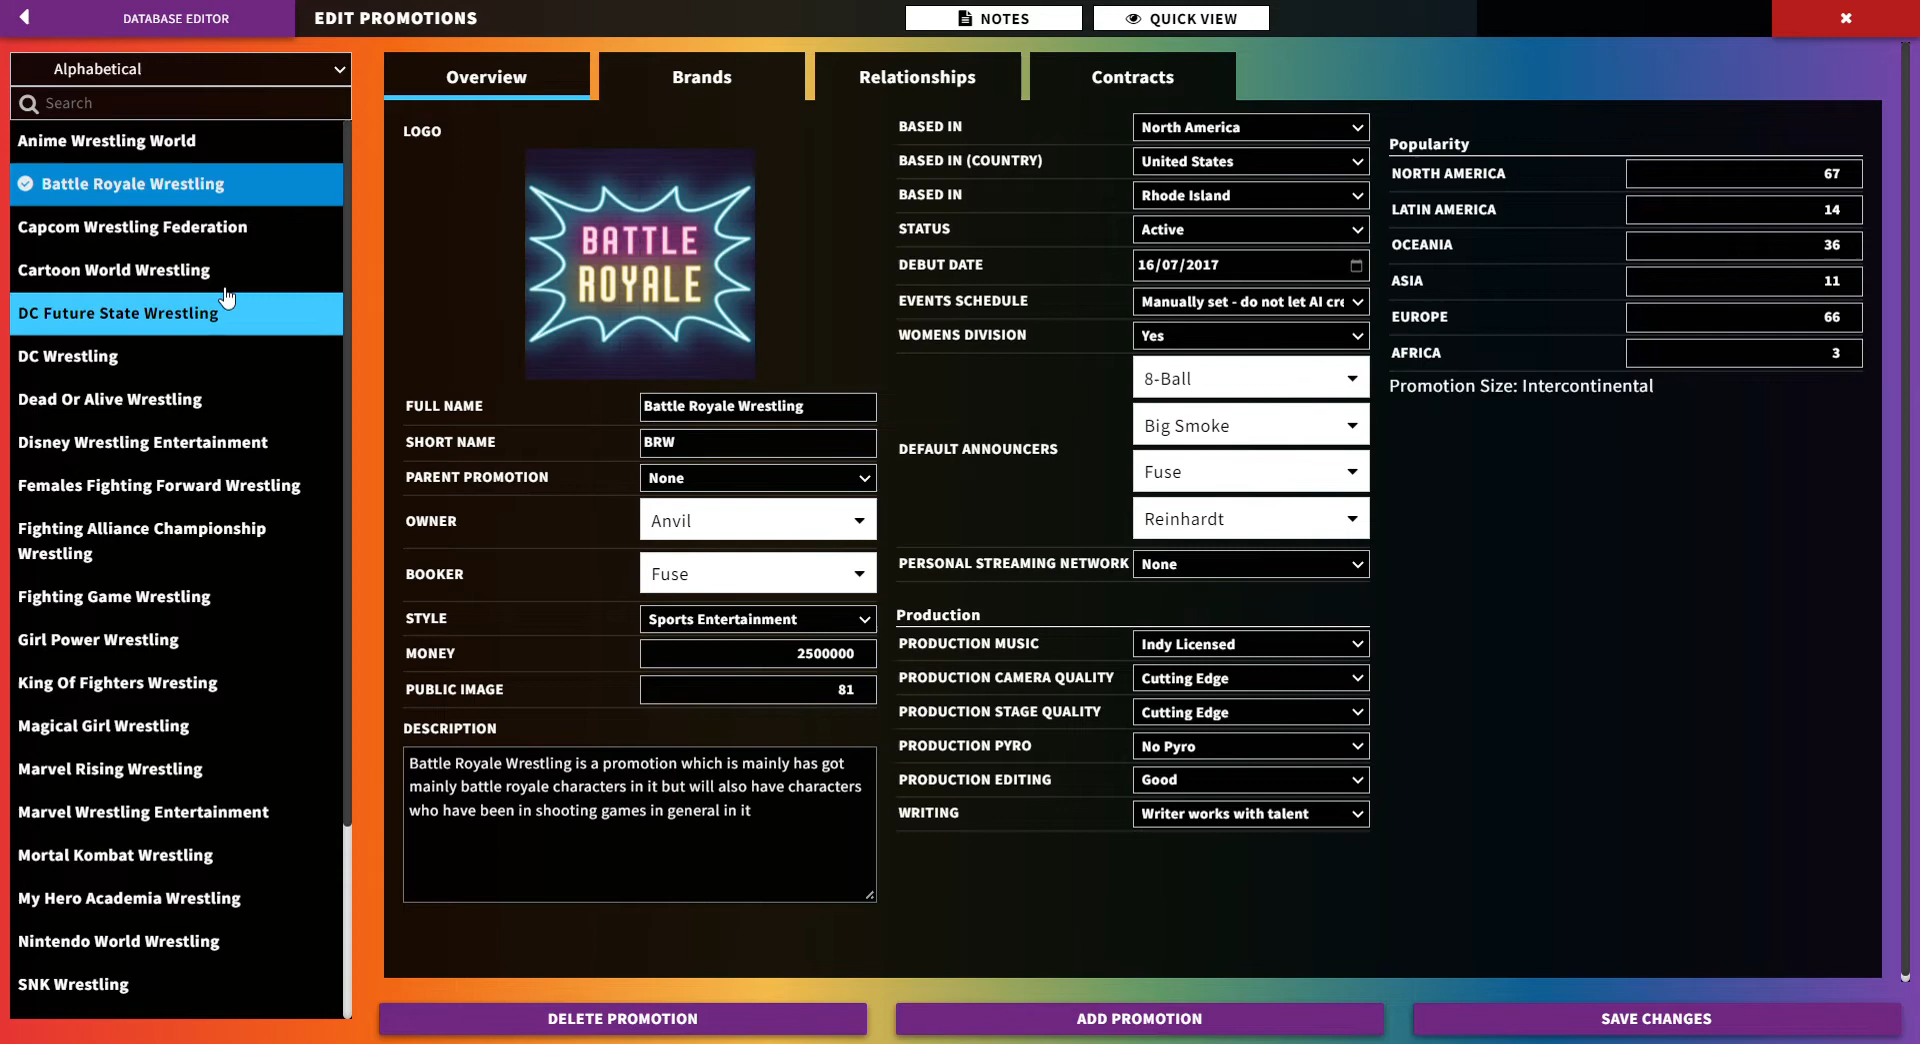 DATABASE EDITOR
EDIT PROMOTIONS
NOTES
QUICK VIEW
Alphabetical
Search
Anime Wrestling World
Battle Royale Wrestling
Capcom Wrestling Federation
Cartoon World Wrestling
DC Future State Wrestling
DC Wrestling
Dead Or Alive Wrestling
Disney Wrestling Entertainment
Females Fighting Forward Wrestling
Fighting Alliance Championship
Wrestling
Fighting Game Wrestling
Girl Power Wrestling
King Of Fighters Wresting
Magical Girl Wrestling
Marvel Rising Wrestling
Marvel Wrestling Entertainment
Mortal Kombat Wrestling
My Hero Academia Wrestling
Nintendo World Wrestling
SNK Wrestling
Overview
Brands
Relationships
Contracts
LOGO
BATTLE
ROYALE
FULL NAME Battle Royale Wrestling
SHORT NAME BRW
PARENT PROMOTION None
OWNER Anvil
BOOKER Fuse
STYLE Sports Entertainment
MONEY 2500000
PUBLIC IMAGE 81
DESCRIPTION
Battle Royale Wrestling is a promotion which is mainly has got
mainly battle royale characters in it but will also have characters
who have been in shooting games in general in it
BASED IN North America
BASED IN (COUNTRY) United States
BASED IN Rhode Island
STATUS Active
DEBUT DATE 16/07/2017
EVENTS SCHEDULE Manually set - do not let AI cre
WOMENS DIVISION Yes
DEFAULT ANNOUNCERS
8-Ball
Big Smoke
Fuse
Reinhardt
PERSONAL STREAMING NETWORK None
Production
PRODUCTION MUSIC Indy Licensed
PRODUCTION CAMERA QUALITY Cutting Edge
PRODUCTION STAGE QUALITY Cutting Edge
PRODUCTION PYRO No Pyro
PRODUCTION EDITING Good
WRITING Writer works with talent
Popularity
NORTH AMERICA 67
LATIN AMERICA 14
OCEANIA 36
ASIA 11
EUROPE 66
AFRICA 3
Promotion Size: Intercontinental
DELETE PROMOTION
ADD PROMOTION
SAVE CHANGES